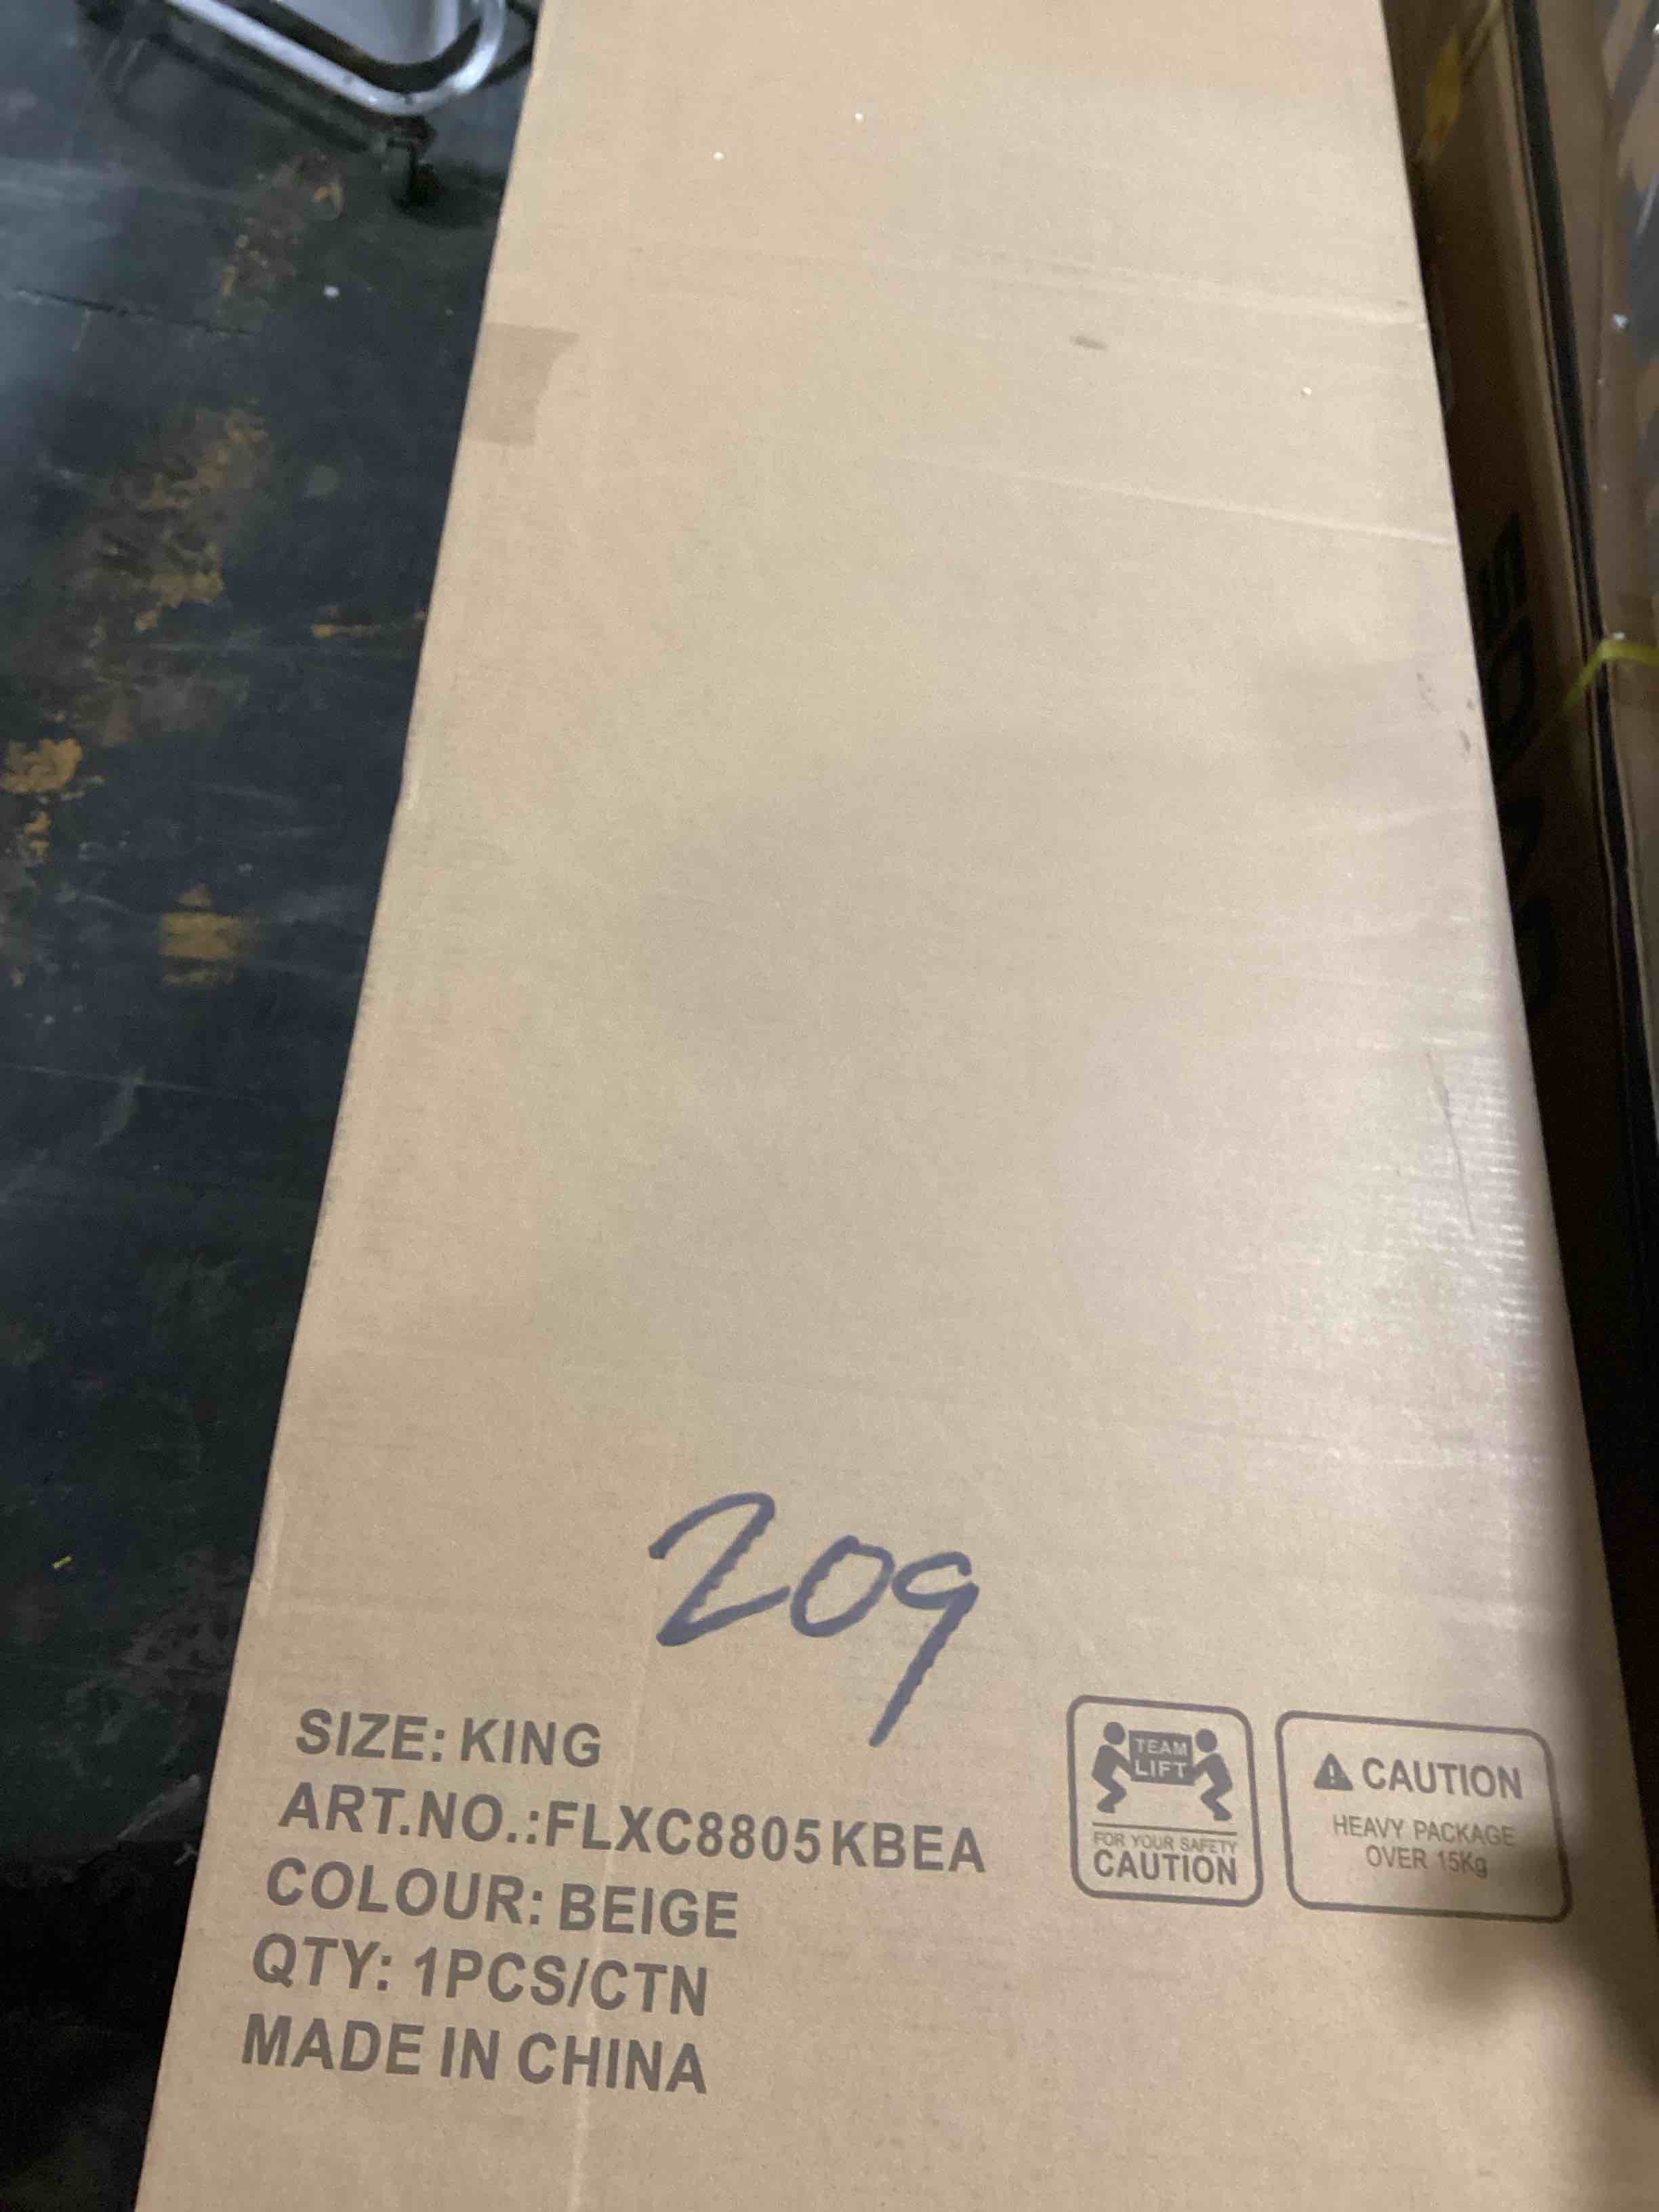 209
SIZE: KING
ART.NO.:FLXC8805KBEA
COLOUR: BEIGE
QTY: 1PCS/CTN
MADE IN CHINA
TEAM
LIFT
FOR YOUR SAFETY
CAUTION
CAUTION
HEAVY PACKAGE
OVER 15Kg